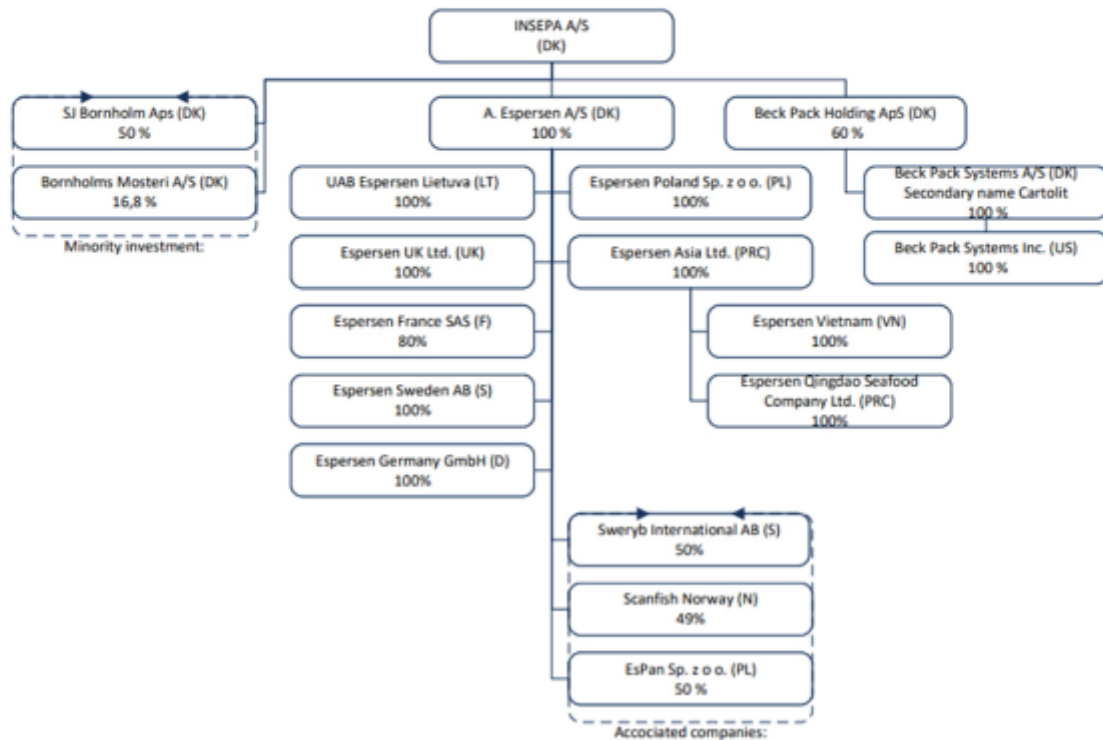 INSEPA A/S
(DK)
SJ Bornholm Aps (DK)
50 %
A. Espersen A/S (DK)
100 %
Beck Pack Holding ApS (DK)
60 %
Bornholms Mosteri A/S (DK)
16,8 %
Minority investment:
UAB Espersen Lietuva (LT)
100%
Espersen Poland Sp. z o o. (PL)
100%
Beck Pack Systems A/S (DK)
Secondary name Cartolit
100 %
Espersen UK Ltd. (UK)
100%
Espersen Asia Ltd. (PRC)
100%
Beck Pack Systems Inc. (US)
100 %
Espersen France SAS (F)
80%
Espersen Vietnam (VN)
100%
Espersen Sweden AB (S)
100%
Espersen Qingdao Seafood
Company Ltd. (PRC)
100%
Espersen Germany GmbH (D)
100%
Sweryb International AB (S)
50%
Scanfish Norway (N)
49%
EsPan Sp. z o o. (PL)
50 %
Accociated companies: